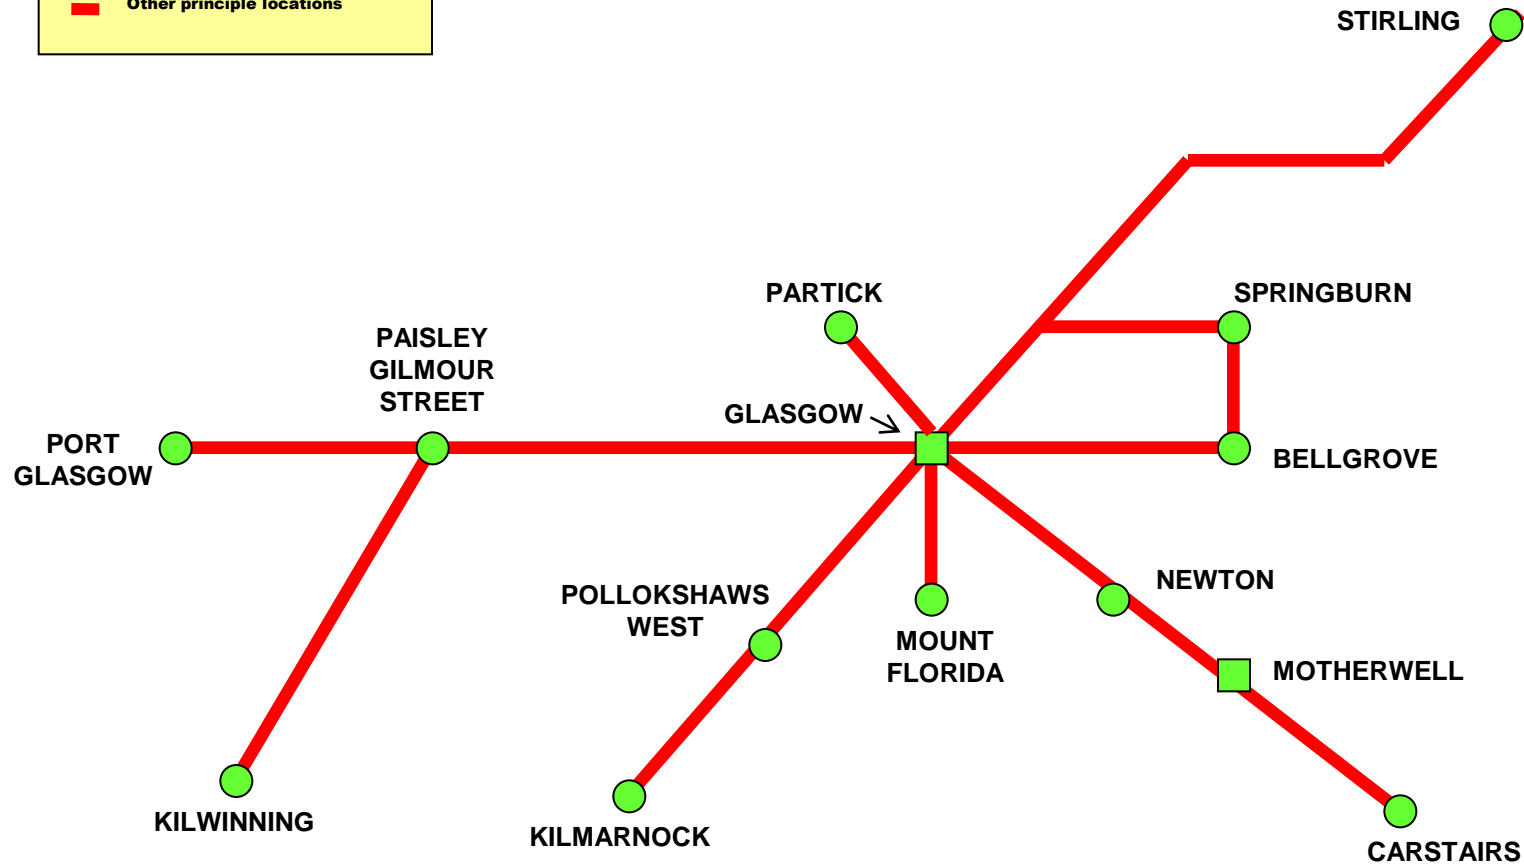 Other principle locations
STIRLING
PARTICK
SPRINGBURN
PAISLEY
GILMOUR
STREET
GLASGOW
PORT
GLASGOW
BELLGROVE
NEWTON
POLLOKSHAWS
WEST
MOUNT
FLORIDA
MOTHERWELL
KILWINNING
KILMARNOCK
CARSTAIRS